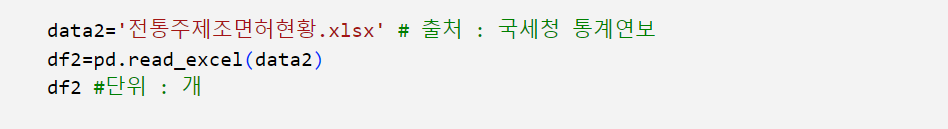 data2='전통주제조면허현황.xlsx' # 출처 : 국세청 통계연보
df2=pd.read_excel(data2)
df2 #단위 : 개